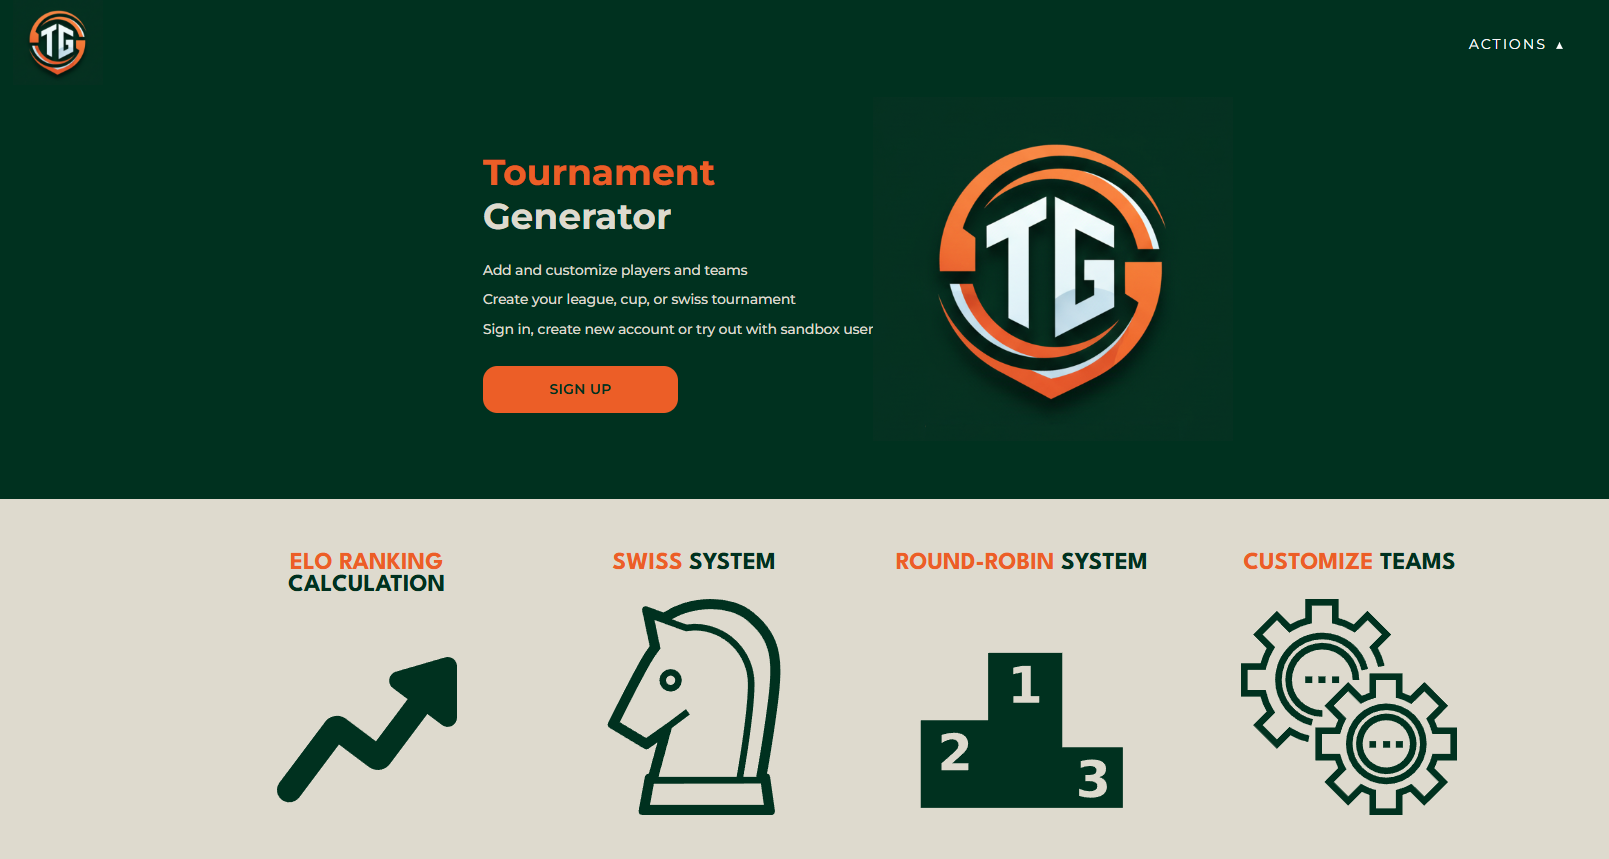 TG
ACTIONS ▲
Tournament
Generator
Add and customize players and teams
Create your league, cup, or swiss tournament
Sign in, create new account or try out with sandbox user
SIGN UP
TG
ELO RANKING
CALCULATION
SWISS SYSTEM
ROUND-ROBIN SYSTEM
CUSTOMIZE TEAMS
1
2
3